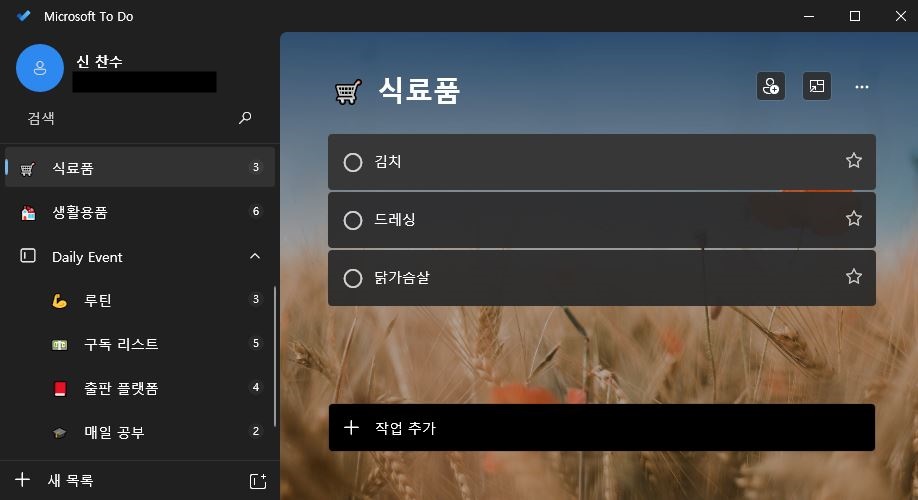 Microsoft To Do
신 찬수
검색
식료품 3
생활용품 6
Daily Event
루틴 3
구독 리스트 5
출판 플랫폼 4
매일 공부 2
새 목록
식료품
김치
드레싱
닭가슴살
작업 추가